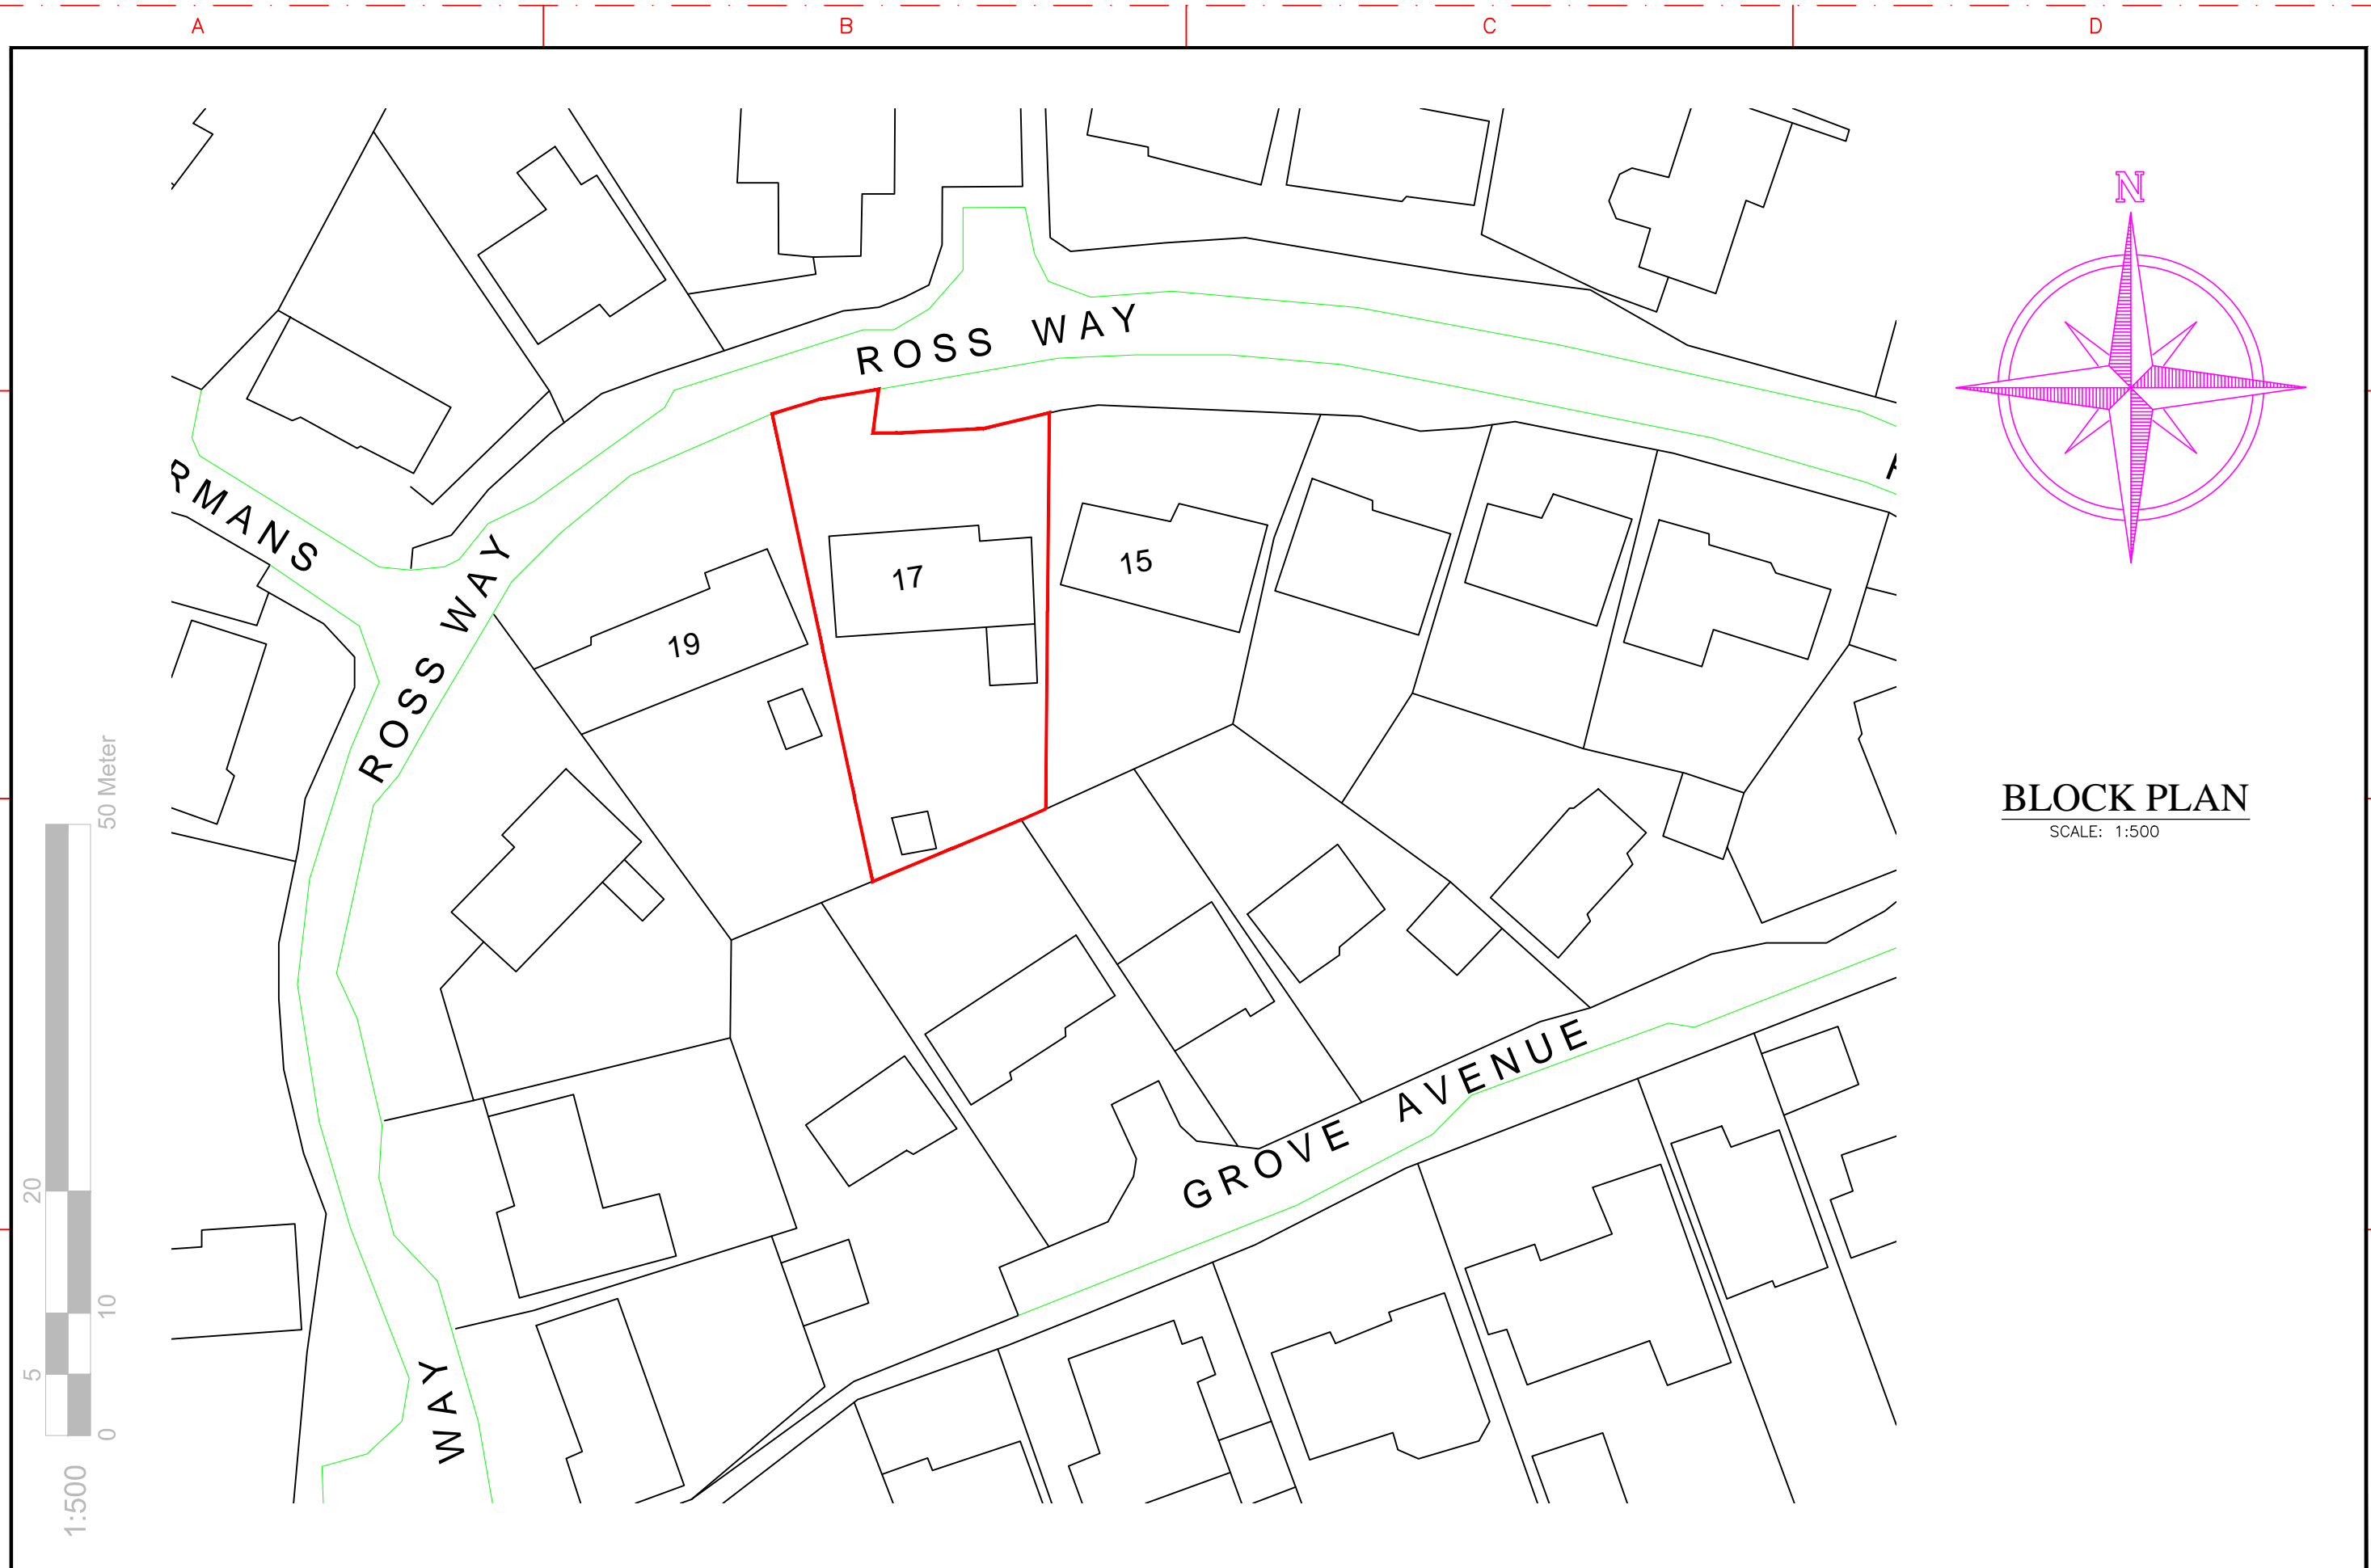 A
B
C
D
N
ROSS WAY
RMANS
ROSS WAY
17
15
19
50 Meter
BLOCK PLAN
SCALE: 1:500
GROVE AVENUE
20
10
5
0
WAY
1:500